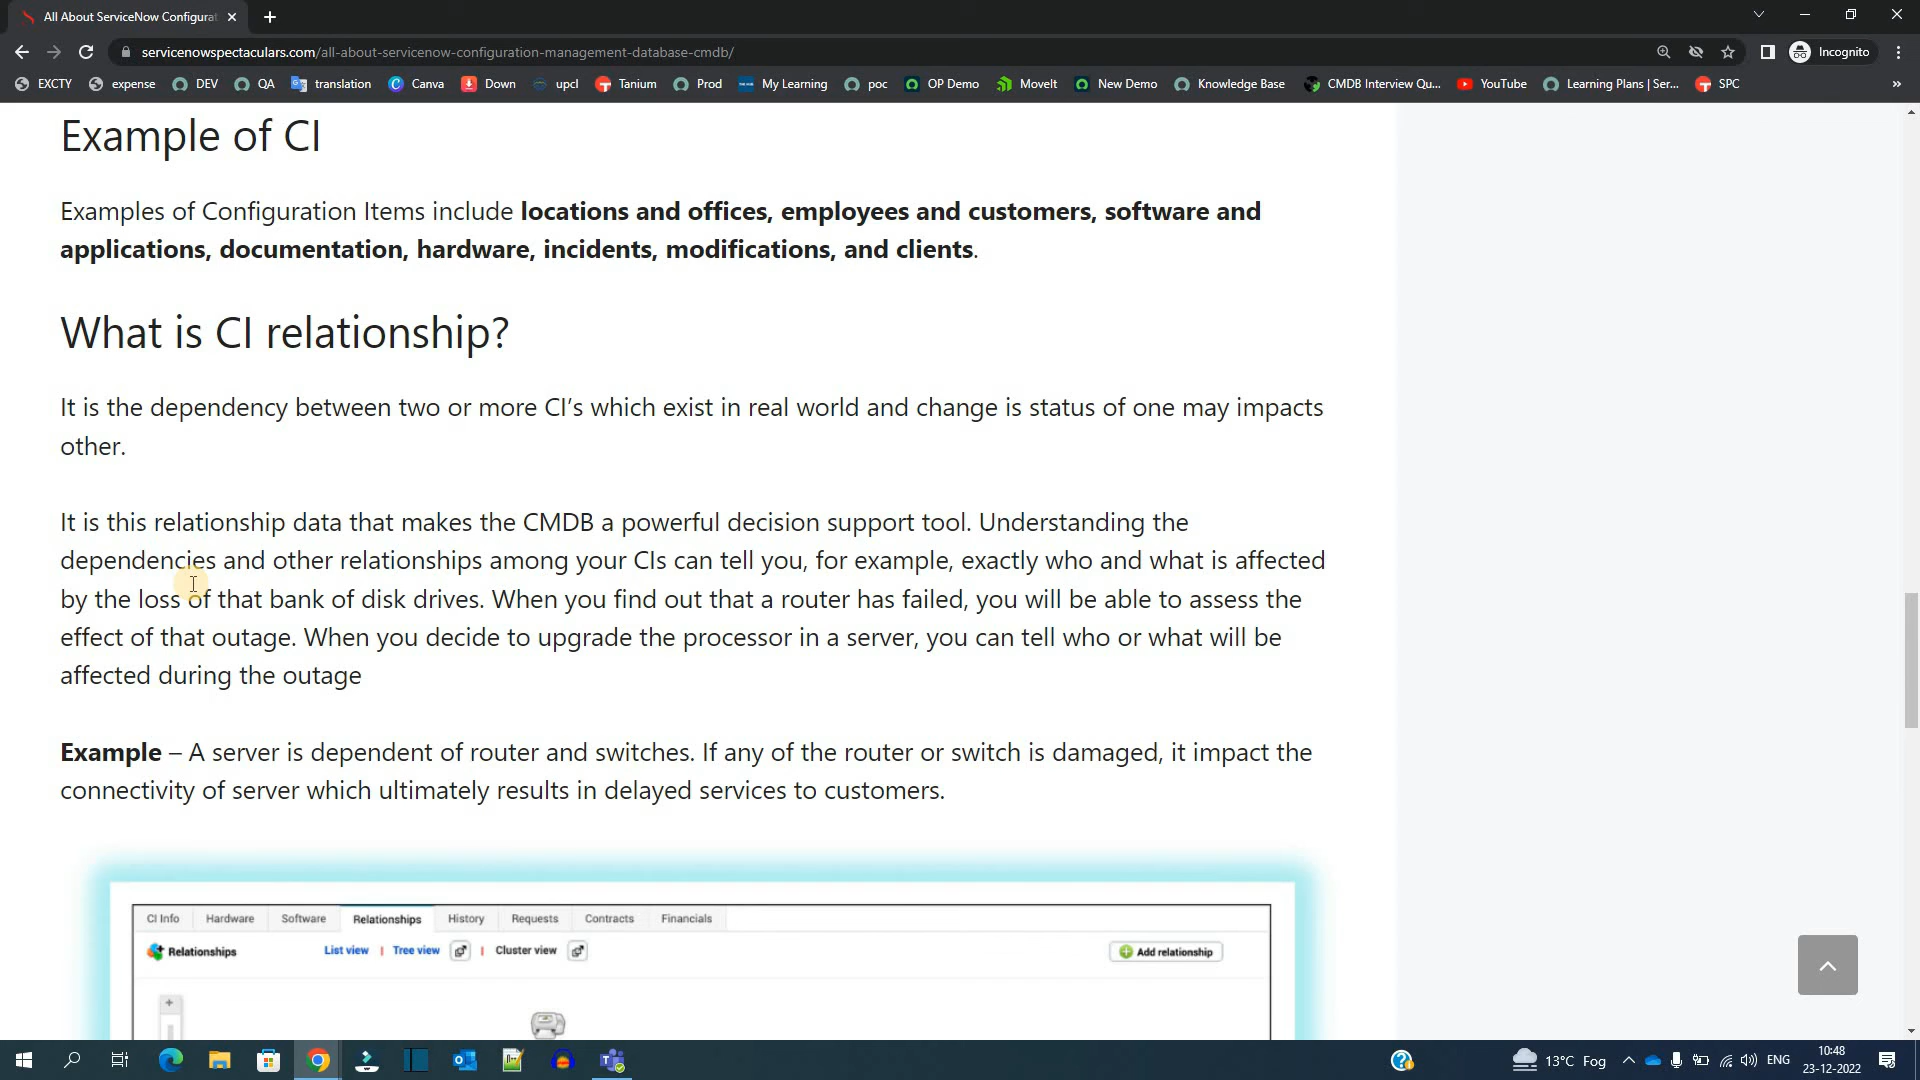 All About ServiceNow Configurat
servicenowspectaculars.com/all-about-servicenow-configuration-management-database-cmdb/
Incognito
EXCTY expense DEV QA translation Canva Down upcl Tanium Prod My Learning poc OP Demo MoveIt New Demo Knowledge Base CMDB Interview Qu... YouTube Learning Plans | Ser... SPC »
Example of CI
Examples of Configuration Items include locations and offices, employees and customers, software and
applications, documentation, hardware, incidents, modifications, and clients.
What is CI relationship?
It is the dependency between two or more CI’s which exist in real world and change is status of one may impacts
other.
It is this relationship data that makes the CMDB a powerful decision support tool. Understanding the
dependencies and other relationships among your CIs can tell you, for example, exactly who and what is affected
by the loss of that bank of disk drives. When you find out that a router has failed, you will be able to assess the
effect of that outage. When you decide to upgrade the processor in a server, you can tell who or what will be
affected during the outage
Example – A server is dependent of router and switches. If any of the router or switch is damaged, it impact the
connectivity of server which ultimately results in delayed services to customers.
CI Info Hardware Software Relationships History Requests Contracts Financials
Relationships List view | Tree view | Cluster view Add relationship
13°C Fog ENG 10:48
23-12-2022